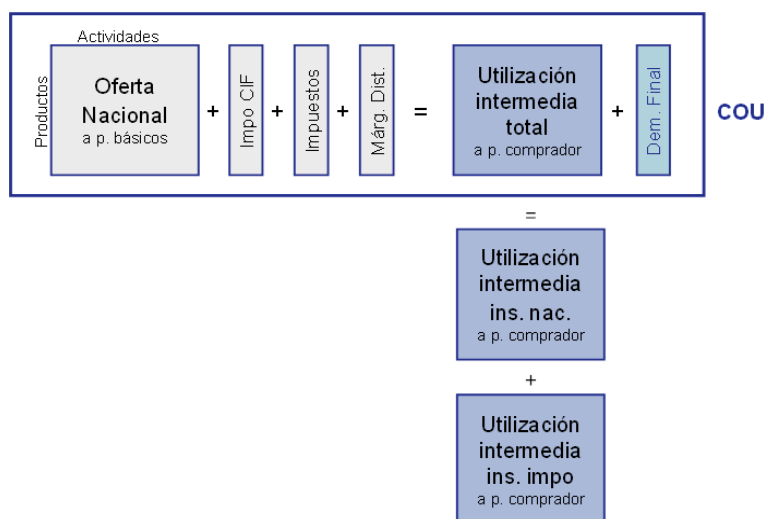 Actividades
Productos
Oferta
Nacional
a p. básicos
+
Impo CIF
+
Impuestos
+
Márg. Dist.
=
Utilización
intermedia
total
a p. comprador
+
Dem. Final
COU
=
Utilización
intermedia
ins. nac.
a p. comprador
+
Utilización
intermedia
ins. impo
a p. comprador